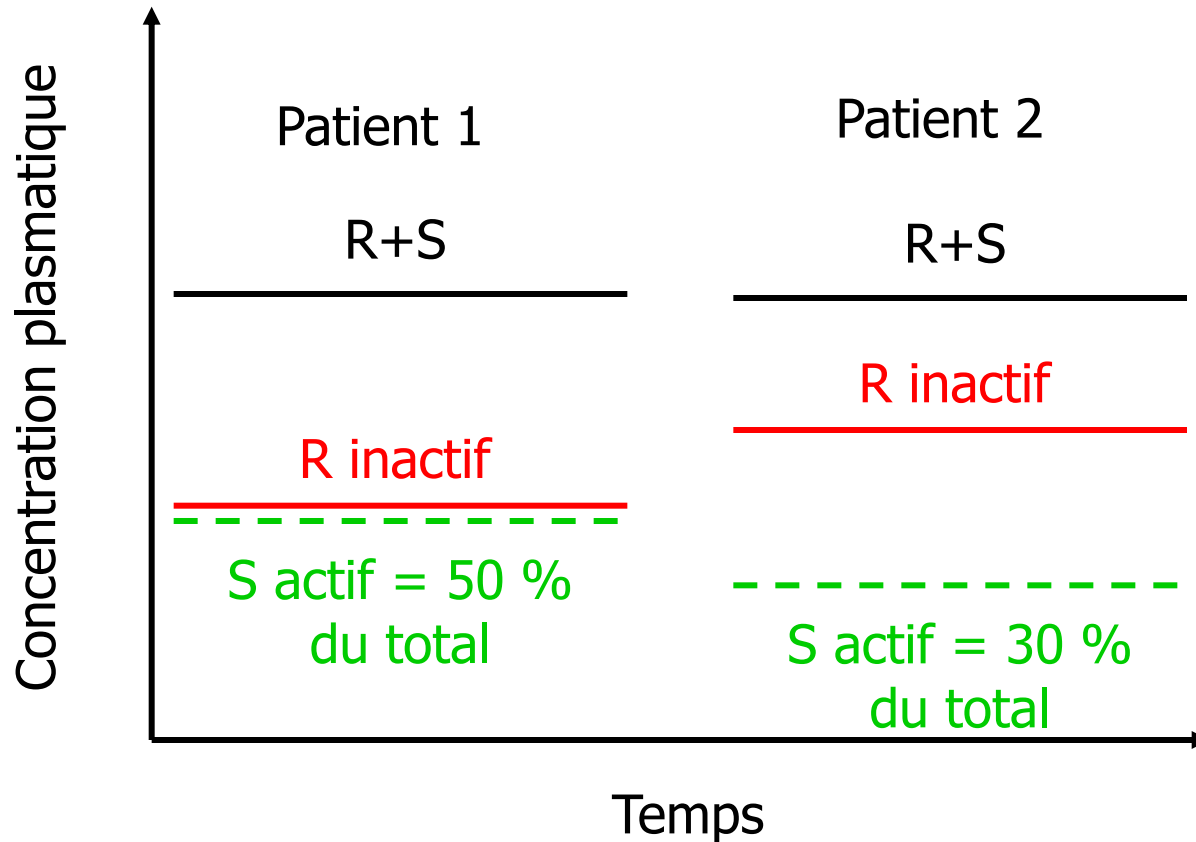 Concentration plasmatique
Patient 1
R+S
R inactif
S actif = 50 %
du total
Patient 2
R+S
R inactif
S actif = 30 %
du total
Temps